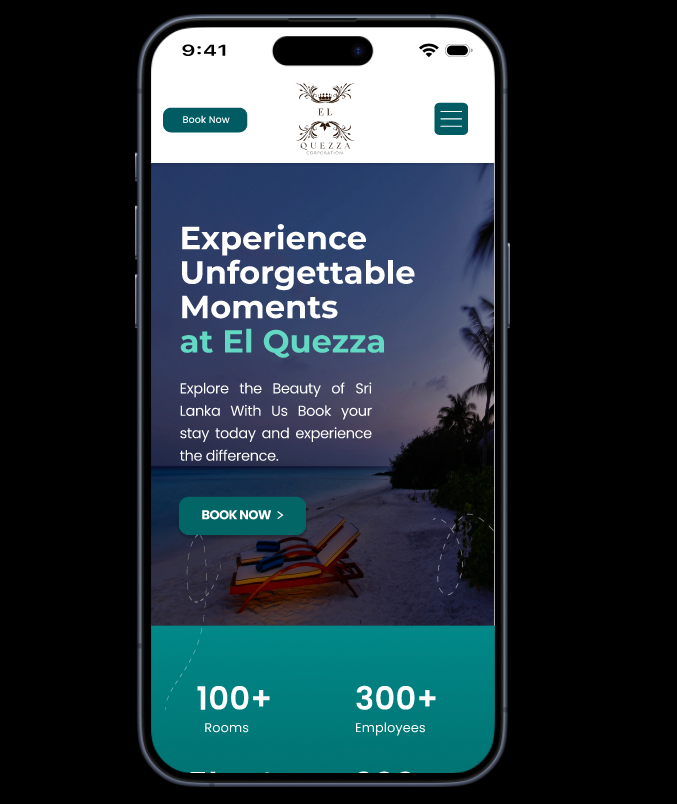 9:41
Book Now
EL
QUEZZA
CORPORATION
Experience
Unforgettable
Moments
at El Quezza
Explore the Beauty of Sri
Lanka With Us Book your
stay today and experience
the difference.
BOOK NOW >
100+ 300+
Rooms Employees